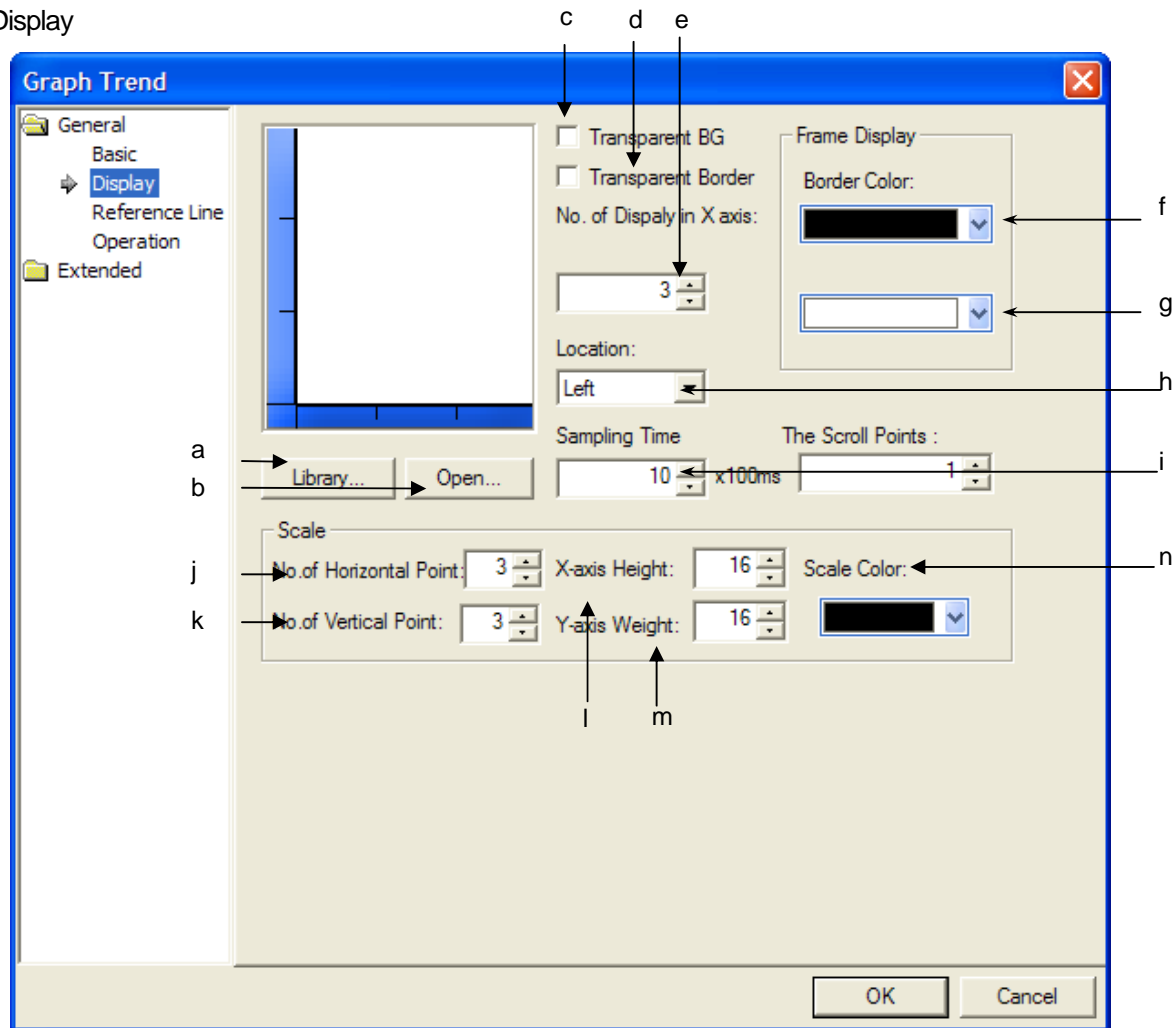 Display
c d e
Graph Trend
General
Basic
Display
Reference Line
Operation
Extended
Transparent BG
Transparent Border
No. of Dispaly in X axis:
3
Frame Display
Border Color:
f
g
Location:
Left
h
Sampling Time
10 x100ms
The Scroll Points :
1
i
a
b
Library... Open...
Scale
j
No.of Horizontal Point: 3 X-axis Height: 16 Scale Color:
n
k
No.of Vertical Point: 3 Y-axis Weight: 16
l m
OK Cancel